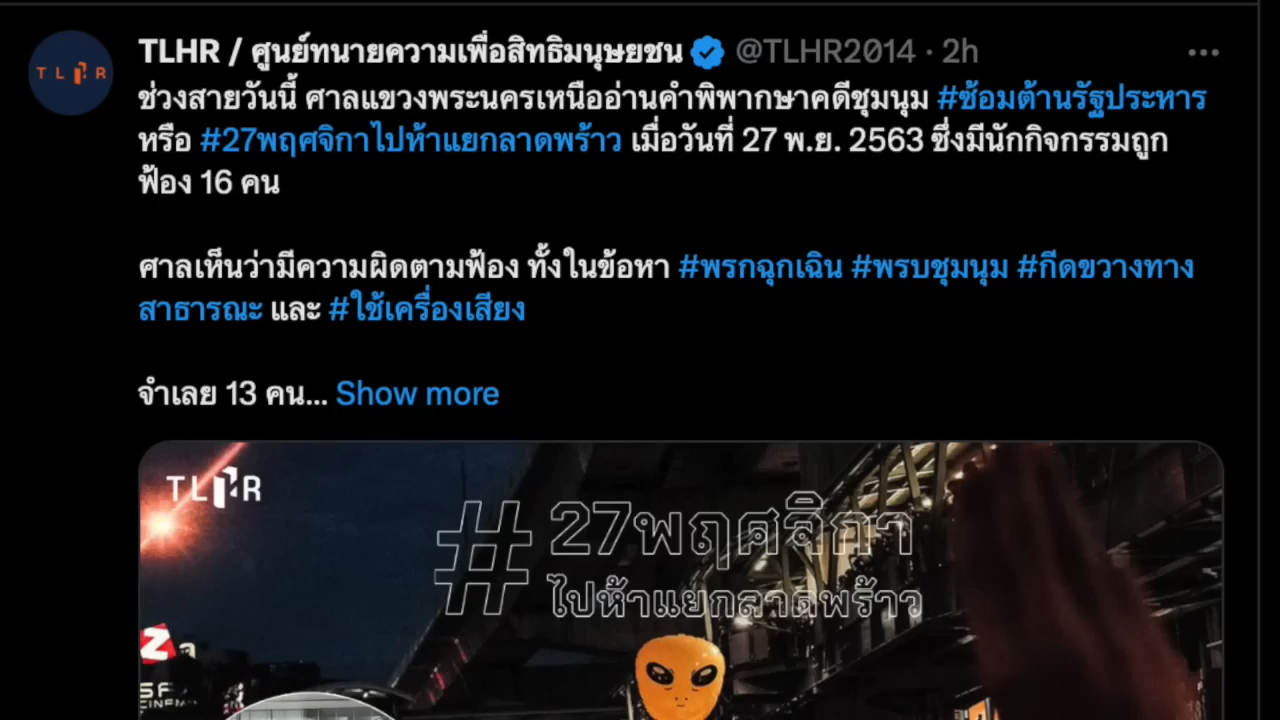 TLHR
TLHR / ศูนย์ทนายความเพื่อสิทธิมนุษยชน @TLHR2014 · 2h
ช่วงสายวันนี้ ศาลแขวงพระนครเหนืออ่านคำพิพากษาคดีชุมนุม #ซ้อมต้านรัฐประหาร
หรือ #27พฤศจิกาไปห้าแยกลาดพร้าว เมื่อวันที่ 27 พ.ย. 2563 ซึ่งมีนักกิจกรรมถูก
ฟ้อง 16 คน
ศาลเห็นว่ามีความผิดตามฟ้อง ทั้งในข้อหา #พรกฉุกเฉิน #พรบชุมนุม #กีดขวางทาง
สาธารณะ และ #ใช้เครื่องเสียง
จำเลย 13 คน... Show more
TLHR
#27พฤศจิกา
ไปห้าแยกลาดพร้าว
Za
SF
CINEMA